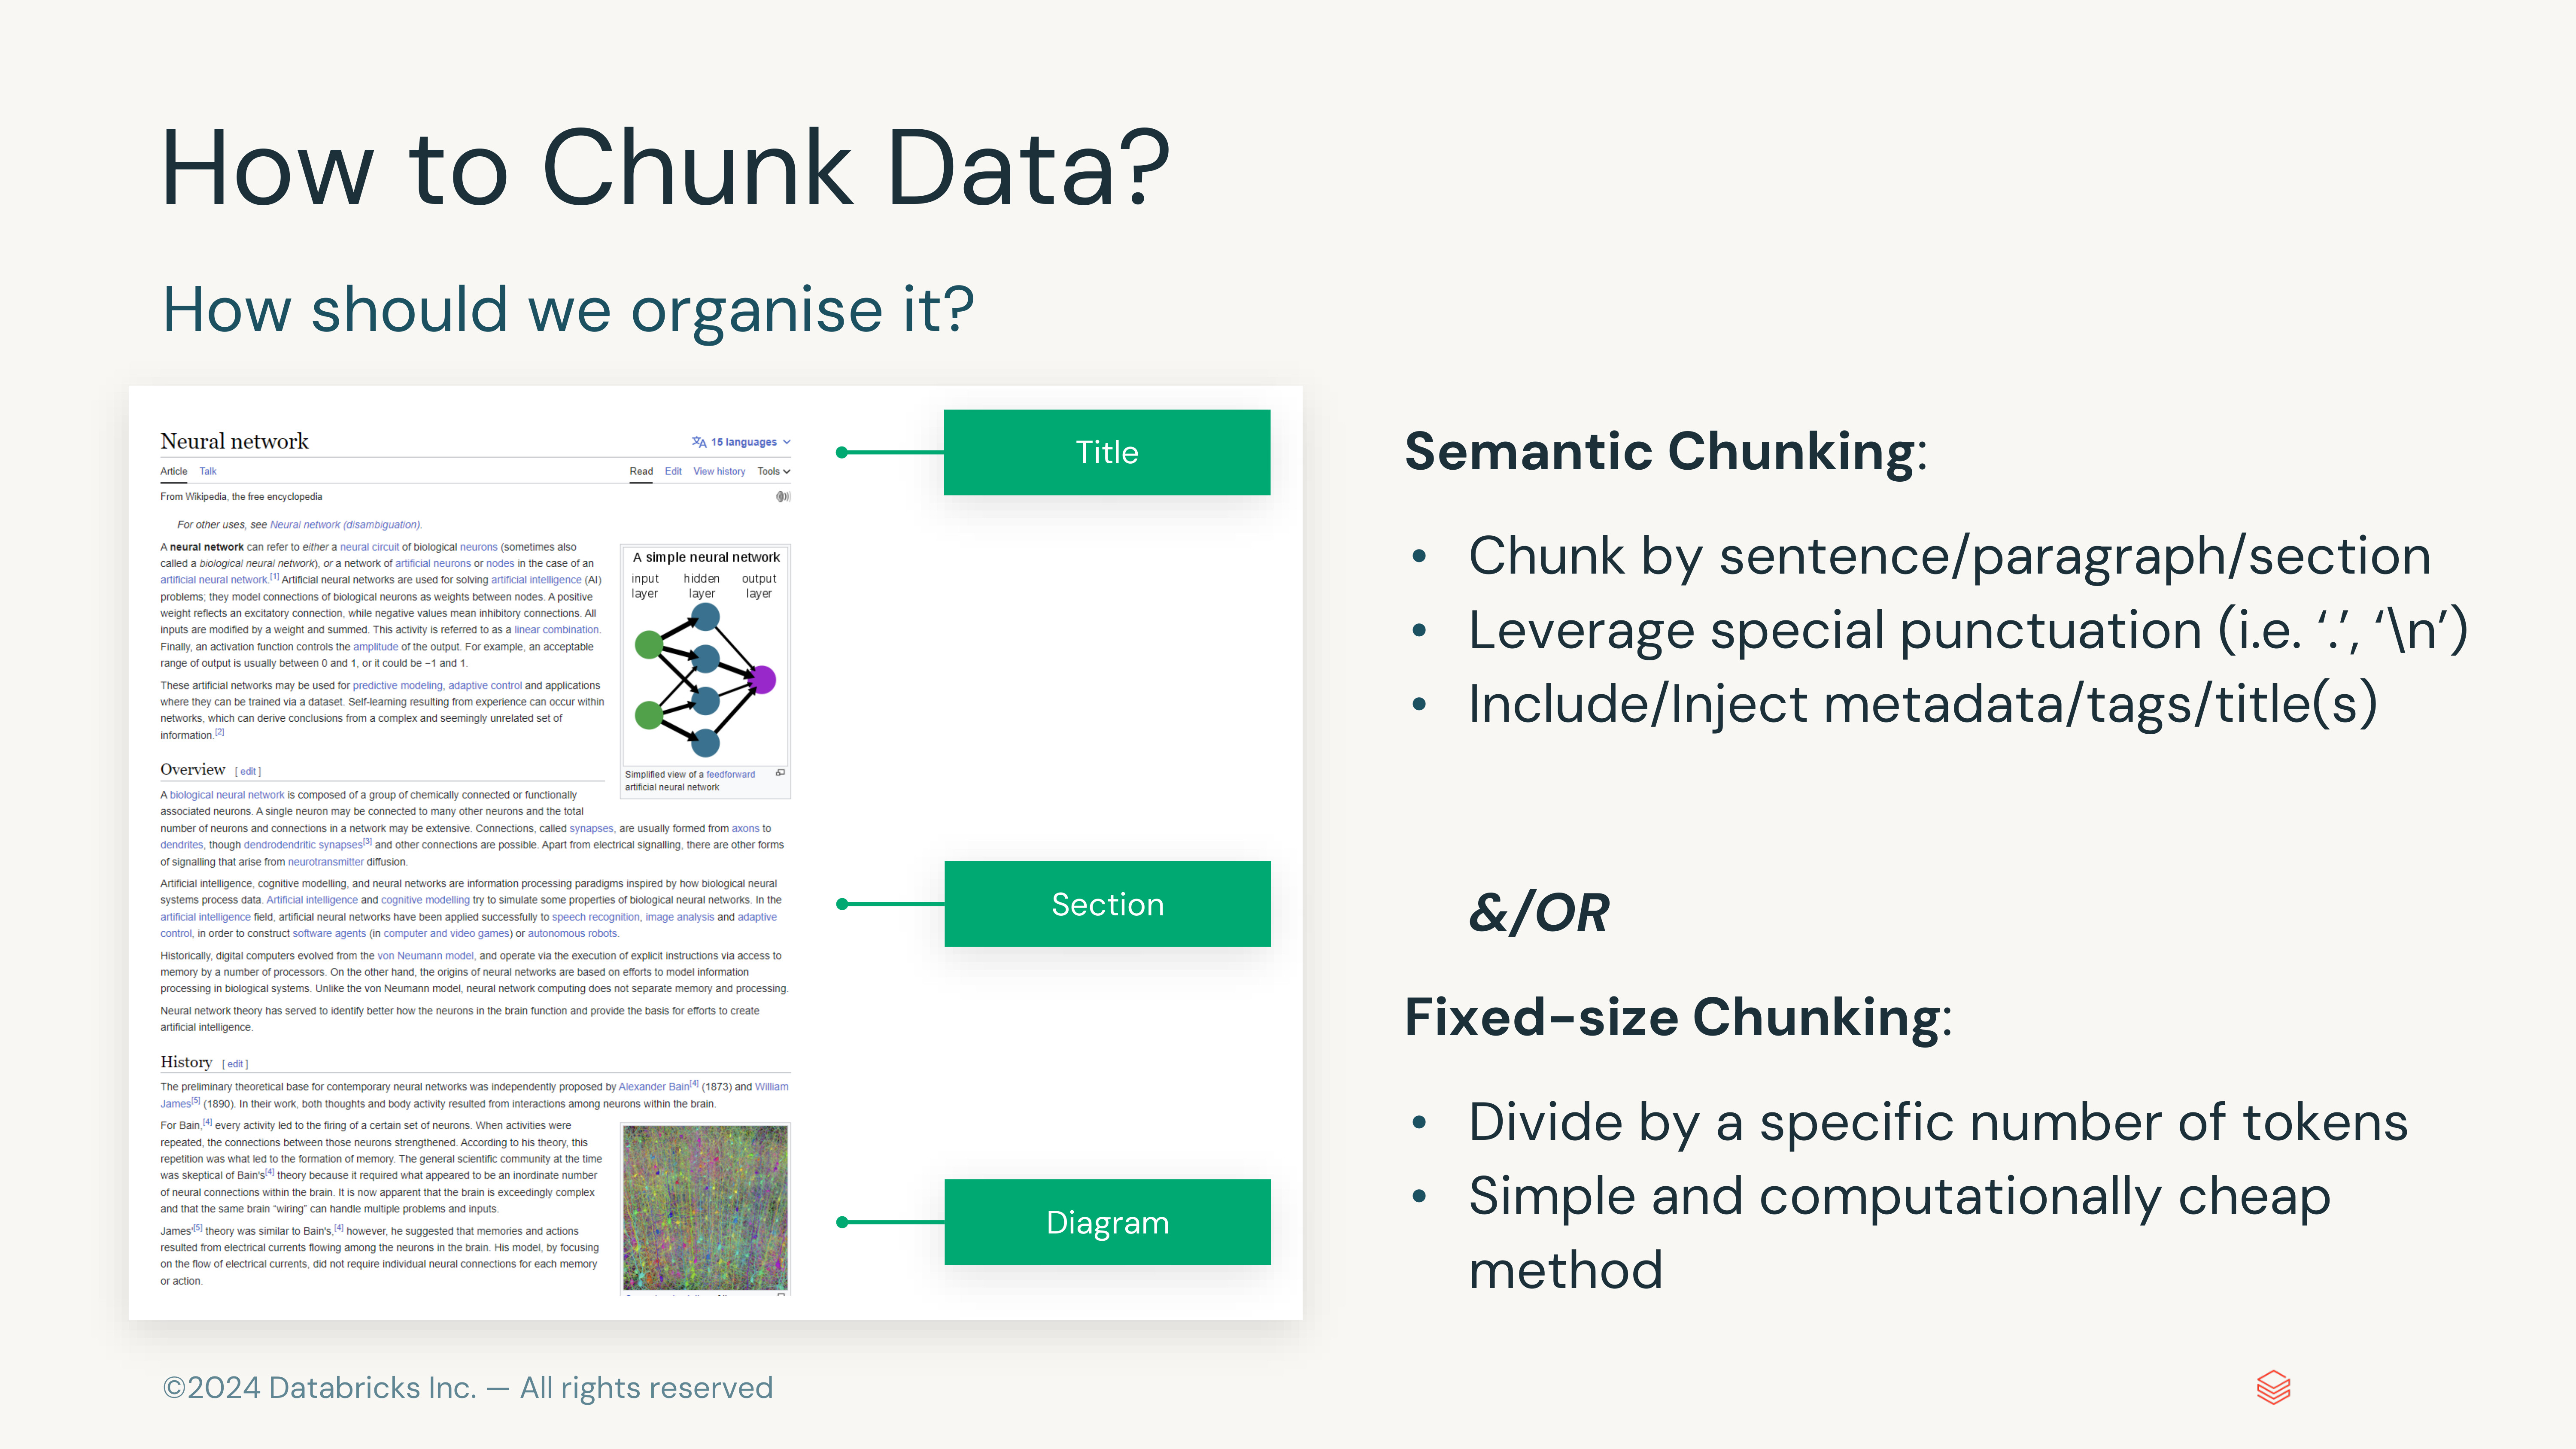 How to Chunk Data?
How should we organise it?
Neural network
15 languages
Article Talk
Read Edit View history Tools
From Wikipedia, the free encyclopedia
For other uses, see Neural network (disambiguation).
A neural network can refer to either a neural circuit of biological neurons (sometimes also
called a biological neural network), or a network of artificial neurons or nodes in the case of an
artificial neural network.[1] Artificial neural networks are used for solving artificial intelligence (AI)
problems; they model connections of biological neurons as weights between nodes. A positive
weight reflects an excitatory connection, while negative values mean inhibitory connections. All
inputs are modified by a weight and summed. This activity is referred to as a linear combination.
Finally, an activation function controls the amplitude of the output. For example, an acceptable
range of output is usually between 0 and 1, or it could be −1 and 1.
These artificial networks may be used for predictive modeling, adaptive control and applications
where they can be trained via a dataset. Self-learning resulting from experience can occur within
networks, which can derive conclusions from a complex and seemingly unrelated set of
information.[2]
A simple neural network
input hidden output
layer layer layer
Simplified view of a feedforward
artificial neural network
Overview [ edit ]
A biological neural network is composed of a group of chemically connected or functionally
associated neurons. A single neuron may be connected to many other neurons and the total
number of neurons and connections in a network may be extensive. Connections, called synapses, are usually formed from axons to
dendrites, though dendrodendritic synapses[3] and other connections are possible. Apart from electrical signalling, there are other forms
of signalling that arise from neurotransmitter diffusion.
Artificial intelligence, cognitive modelling, and neural networks are information processing paradigms inspired by how biological neural
systems process data. Artificial intelligence and cognitive modelling try to simulate some properties of biological neural networks. In the
artificial intelligence field, artificial neural networks have been applied successfully to speech recognition, image analysis and adaptive
control, in order to construct software agents (in computer and video games) or autonomous robots.
Historically, digital computers evolved from the von Neumann model, and operate via the execution of explicit instructions via access to
memory by a number of processors. On the other hand, the origins of neural networks are based on efforts to model information
processing in biological systems. Unlike the von Neumann model, neural network computing does not separate memory and processing.
Neural network theory has served to identify better how the neurons in the brain function and provide the basis for efforts to create
artificial intelligence.
History [ edit ]
The preliminary theoretical base for contemporary neural networks was independently proposed by Alexander Bain[4] (1873) and William
James[5] (1890). In their work, both thoughts and body activity resulted from interactions among neurons within the brain.
For Bain,[4] every activity led to the firing of a certain set of neurons. When activities were
repeated, the connections between those neurons strengthened. According to his theory, this
repetition was what led to the formation of memory. The general scientific community at the time
was skeptical of Bain's[4] theory because it required what appeared to be an inordinate number
of neural connections within the brain. It is now apparent that the brain is exceedingly complex
and that the same brain “wiring” can handle multiple problems and inputs.
James'[5] theory was similar to Bain's,[4] however, he suggested that memories and actions
resulted from electrical currents flowing among the neurons in the brain. His model, by focusing
on the flow of electrical currents, did not require individual neural connections for each memory
or action.
Title
Section
Diagram
Semantic Chunking:
• Chunk by sentence/paragraph/section
• Leverage special punctuation (i.e. ‘.’, ‘\n’)
• Include/Inject metadata/tags/title(s)
&/OR
Fixed-size Chunking:
• Divide by a specific number of tokens
• Simple and computationally cheap
method
©2024 Databricks Inc. — All rights reserved